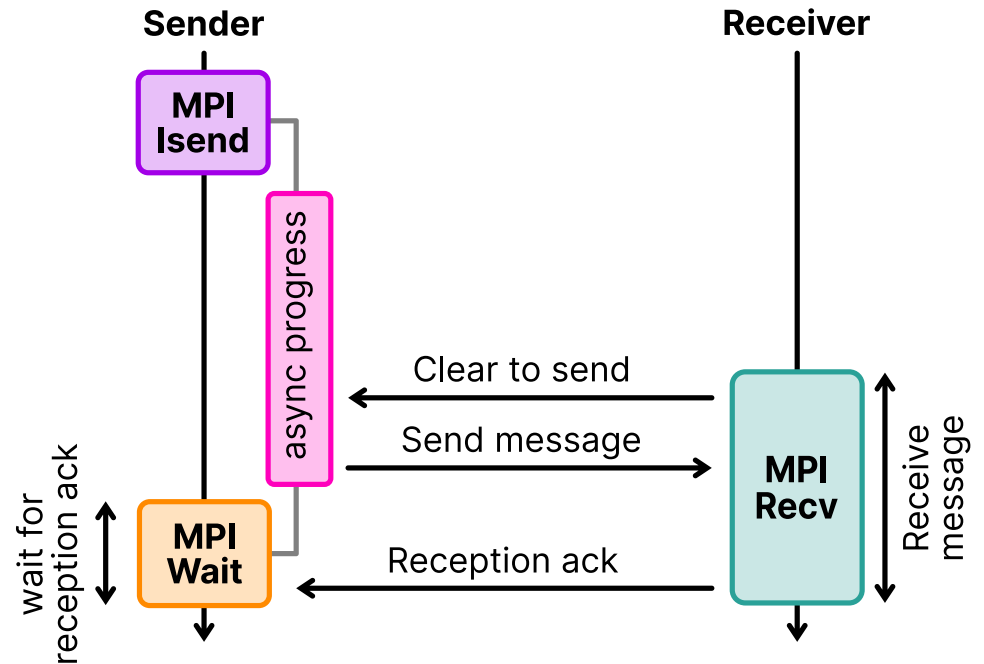 Sender
Receiver
MPI
Isend
async progress
Clear to send
Send message
MPI
Recv
Receive
message
wait for
reception ack
MPI
Wait
Reception ack